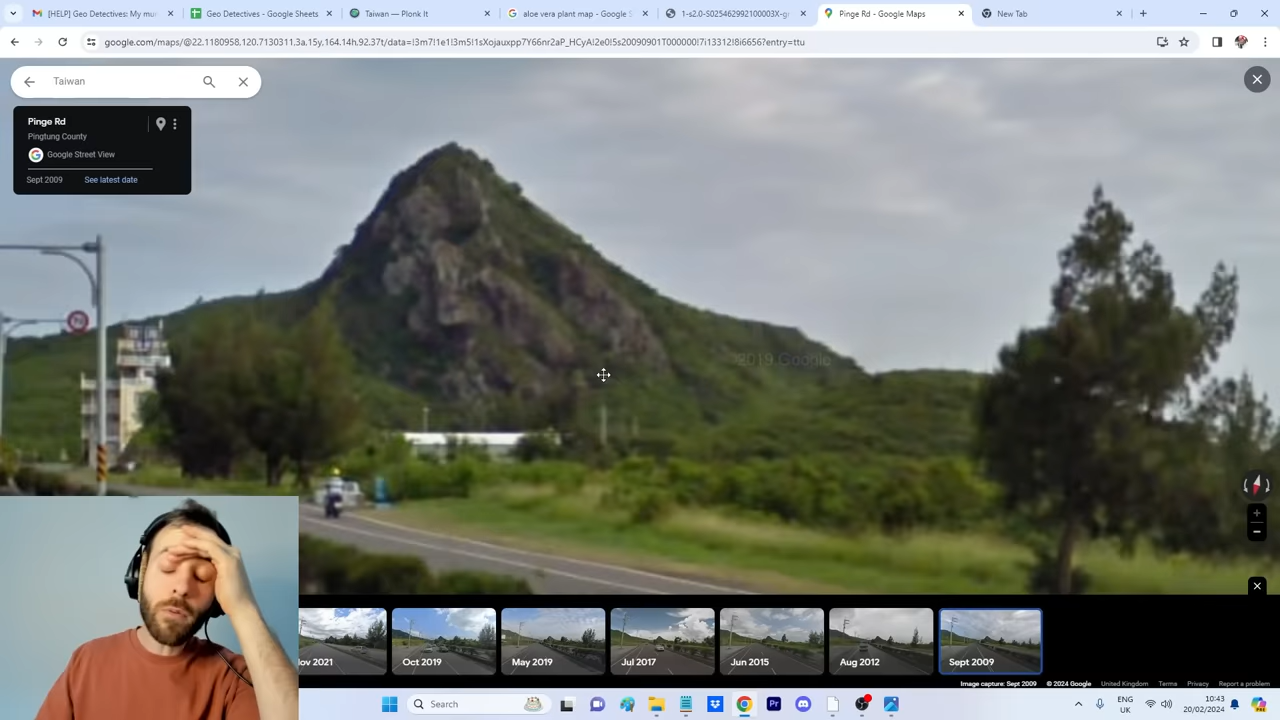 [HELP] Geo Detectives: My mu
Geo Detectives - Google Sheets
Taiwan — Plonk It
aloe vera plant map - Google S
1-s2.0-S025462992100003X-gr
Pinge Rd - Google Maps
New Tab
google.com/maps/@22.1180958,120.7130311,3a,15y,164.14h,92.37t/data=!3m7!1e1!3m5!1sXojauxpp7Y66nr2aP_HCyA!2e0!5s20090901T000000!7i13312!8i6656?entry=ttu
Taiwan
Pinge Rd
Pingtung County
Google Street View
Sept 2009 See latest date
2019 Google
ov 2021
Oct 2019
May 2019
Jul 2017
Jun 2015
Aug 2012
Sept 2009
Image capture: Sept 2009 © 2024 Google United Kingdom Terms Privacy Report a problem
Search
ENG
UK
10:43
20/02/2024